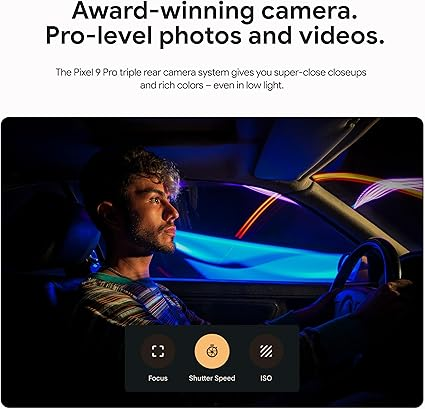 Award-winning camera.
Pro-level photos and videos.
The Pixel 9 Pro triple rear camera system gives you super-close closeups
and rich colors – even in low light.
Focus
Shutter Speed
ISO